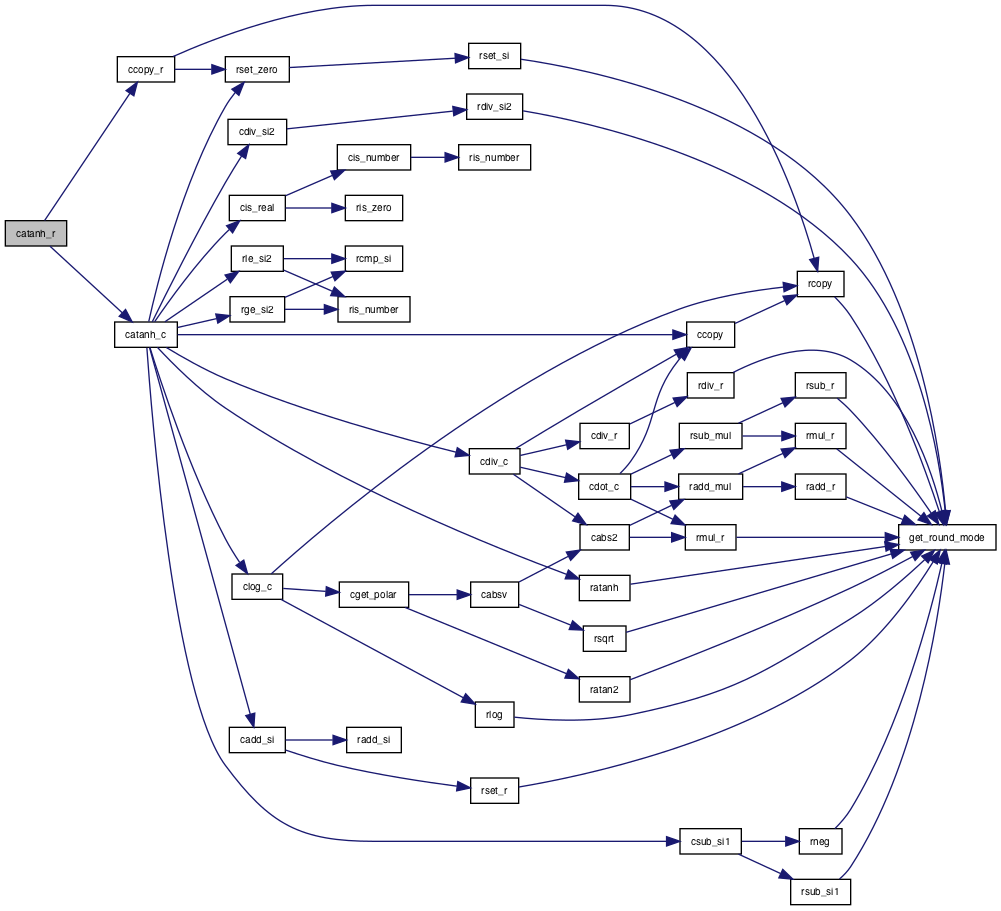 catanh_r
ccopy_r
catanh_c
rset_zero
cdiv_si2
cis_real
rle_si2
rge_si2
clog_c
cadd_si
cis_number
ris_zero
rcmp_si
ris_number
cget_polar
radd_si
rset_si
rdiv_si2
ris_number
cdiv_c
cabsv
rlog
rset_r
cdiv_r
cdot_c
cabs2
ratanh
rsqrt
ratan2
ccopy
rdiv_r
rsub_mul
radd_mul
rmul_r
csub_si1
rcopy
rsub_r
rmul_r
radd_r
rneg
rsub_si1
get_round_mode